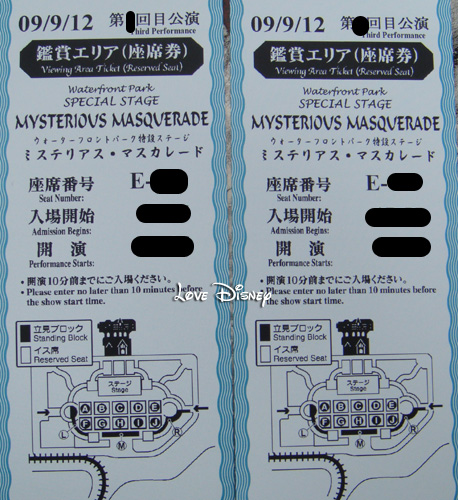 09/9/12 第 回目公演
Third Performance
鑑賞エリア(座席券)
Viewing Area Ticket (Reserved Seat)
Waterfront Park
SPECIAL STAGE
MYSTERIOUS MASQUERADE
ウォーターフロントパーク特設ステージ
ミステリアス・マスカレード
座席番号 E-
Seat Number:
入場開始
Admission Begins:
開演
Performance Starts:
・開演10分前までにご入場ください。
・Please enter no later than 10 minutes before
the show start time.
立見ブロック
Standing Block
イス席
Reserved Seat
ステージ
Stage
A B C D E
F G H I J
L M R
09/9/12 第 回目公演
Third Performance
鑑賞エリア(座席券)
Viewing Area Ticket (Reserved Seat)
Waterfront Park
SPECIAL STAGE
MYSTERIOUS MASQUERADE
ウォーターフロントパーク特設ステージ
ミステリアス・マスカレード
座席番号 E-
Seat Number:
入場開始
Admission Begins:
開演
Performance Starts:
・開演10分前までにご入場ください。
・Please enter no later than 10 minutes before
the show start time.
立見ブロック
Standing Block
イス席
Reserved Seat
ステージ
Stage
A B C D E
F G H I J
L M R
Love Disney